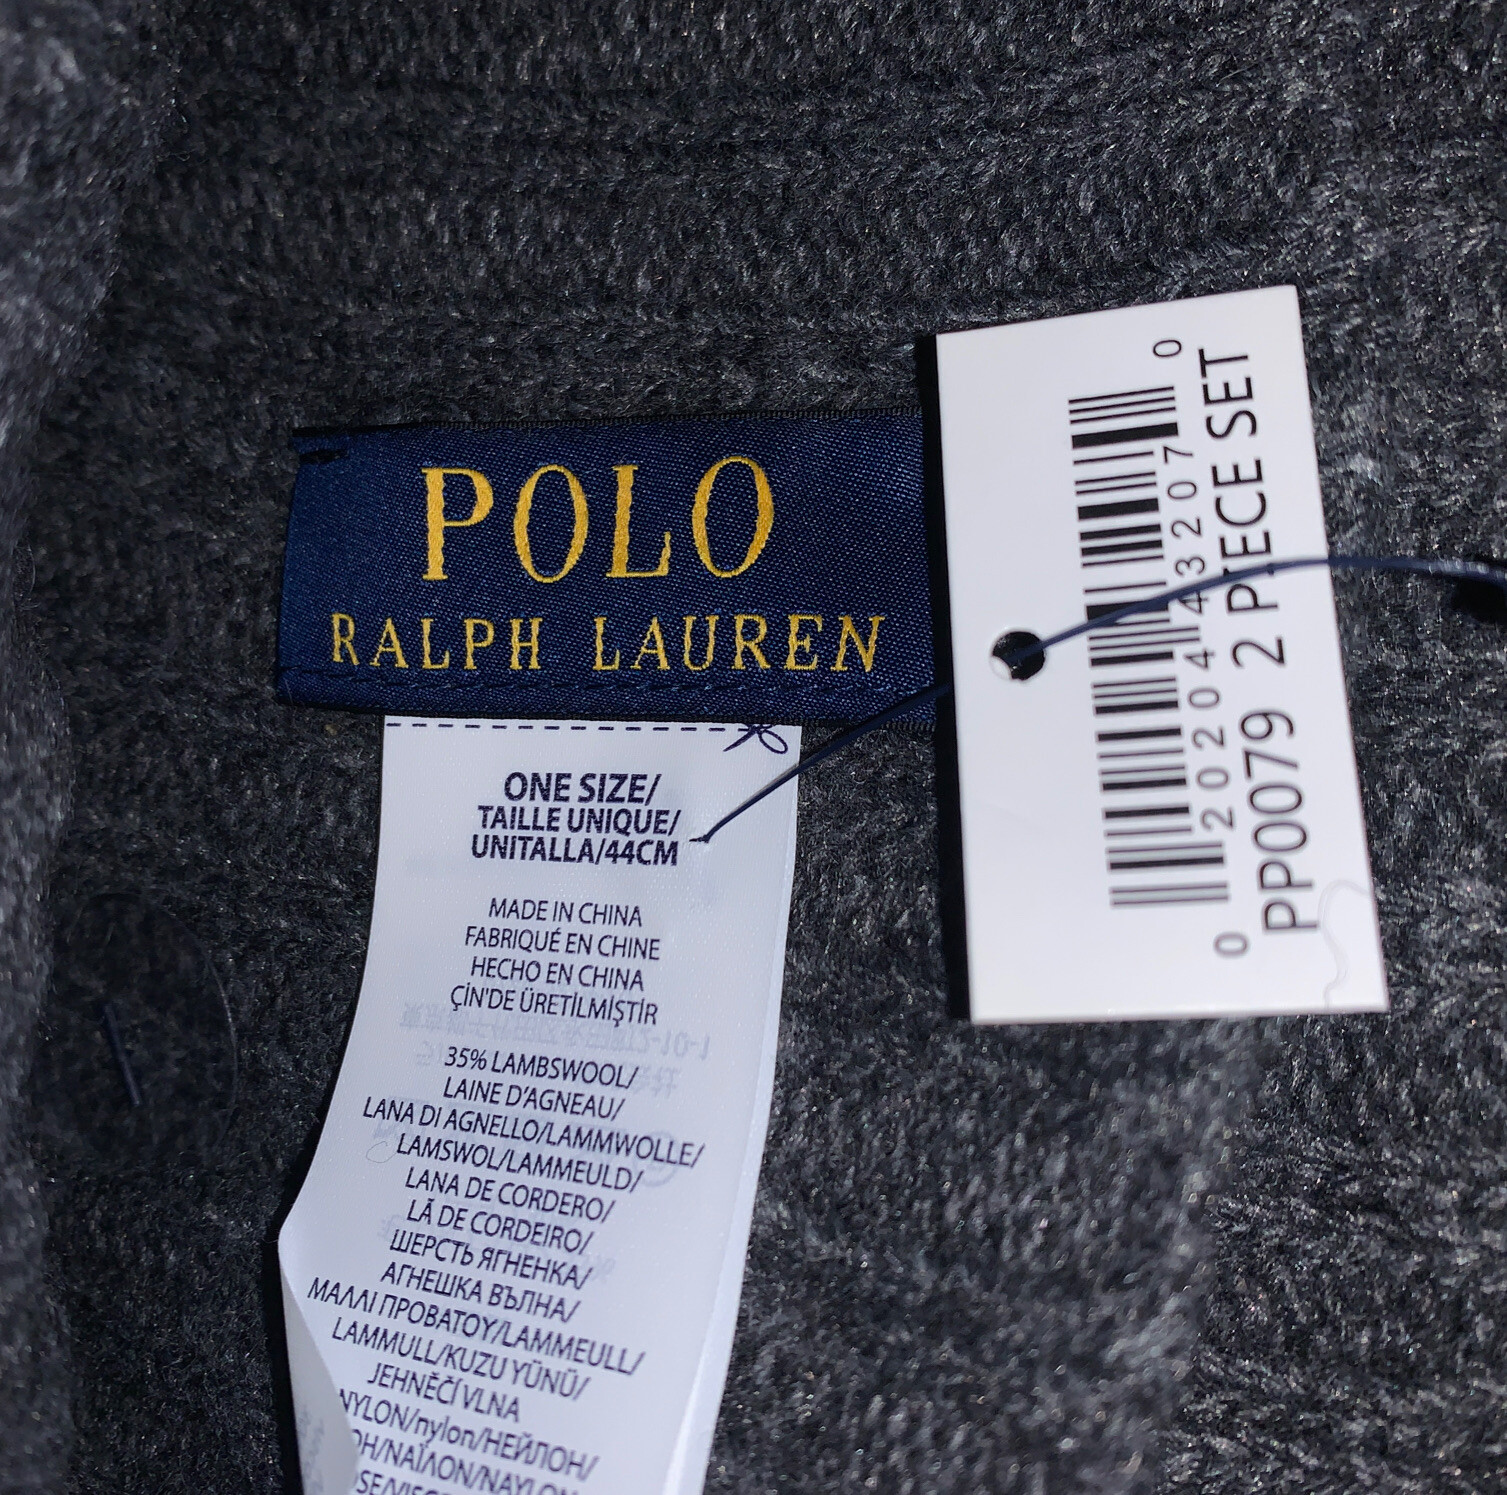 POLO
RALPH LAUREN
ONE SIZE/
TAILLE UNIQUE/
UNITALLA/44CM
MADE IN CHINA
FABRIQUÉ EN CHINE
HECHO EN CHINA
ÇİN'DE ÜRETİLMİŞTİR
35% LAMBSWOOL/
LAINE D'AGNEAU/
LANA DI AGNELLO/LAMMWOLLE/
LAMSWOL/LAMMEULD/
LANA DE CORDERO/
LÃ DE CORDEIRO/
ШЕРСТЬ ЯГНЕНКА/
АГНЕШКА ВЪЛНА/
ΜΑΛΛΙ ΠΡΟΒΑΤΟΥ/LAMMEULL/
LAMMULL/KUZU YÜNÜ/
JEHNĚČÍ VLNA
NYLON/nylon/НЕЙЛОН/
0 20204443207 0
PP0079 2 PIECE SET